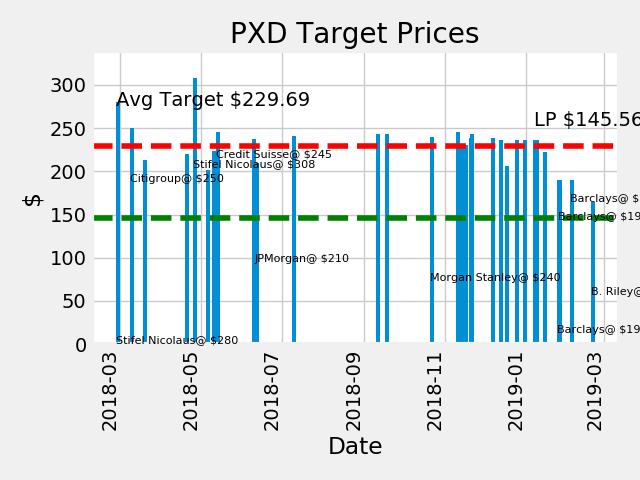 PXD Target Prices
Avg Target $229.69
LP $145.56
Credit Suisse@ $245
Stifel Nicolaus@ $308
Citigroup@ $250
Barclays@ $
Barclays@ $19
JPMorgan@ $210
Morgan Stanley@ $240
B. Riley@
Barclays@ $19
Stifel Nicolaus@ $280
$
300
250
200
150
100
50
0
2018-03
2018-05
2018-07
2018-09
2018-11
2019-01
2019-03
Date